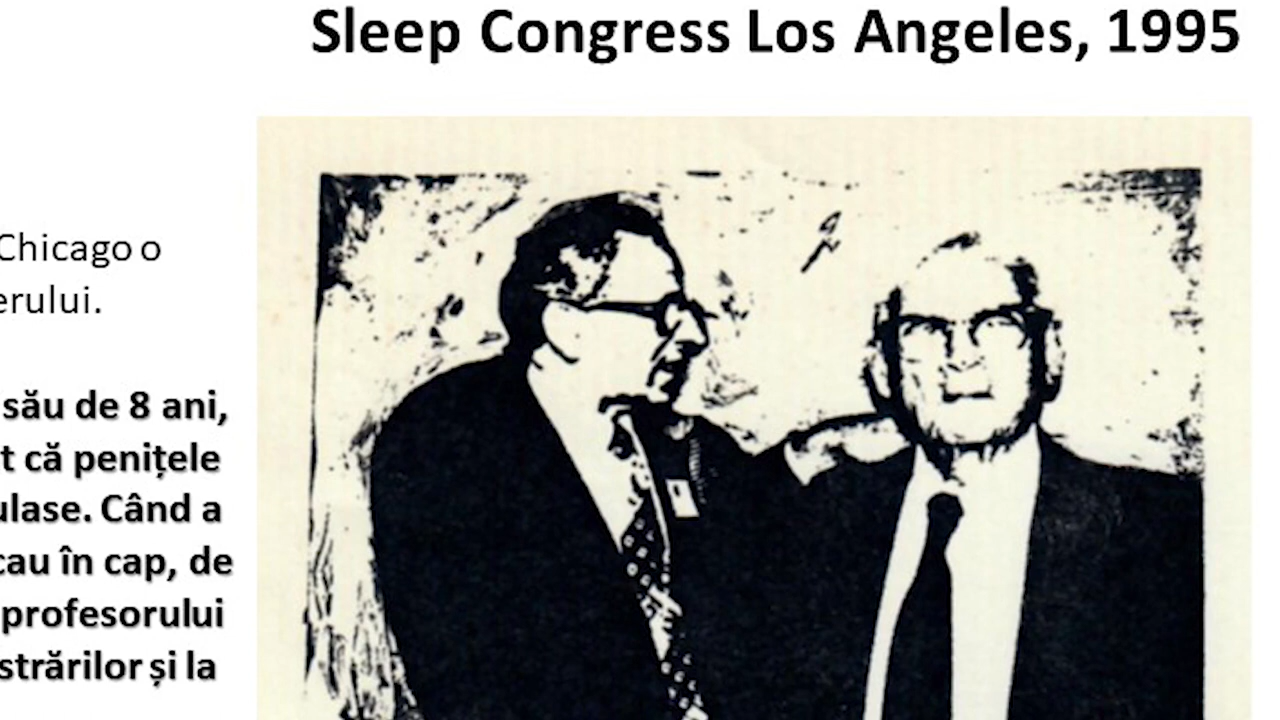 Sleep Congress Los Angeles, 1995
Chicago o
erului.
său de 8 ani,
t că penițele
ulase. Când a
cau în cap, de
profesorului
strărilor și la